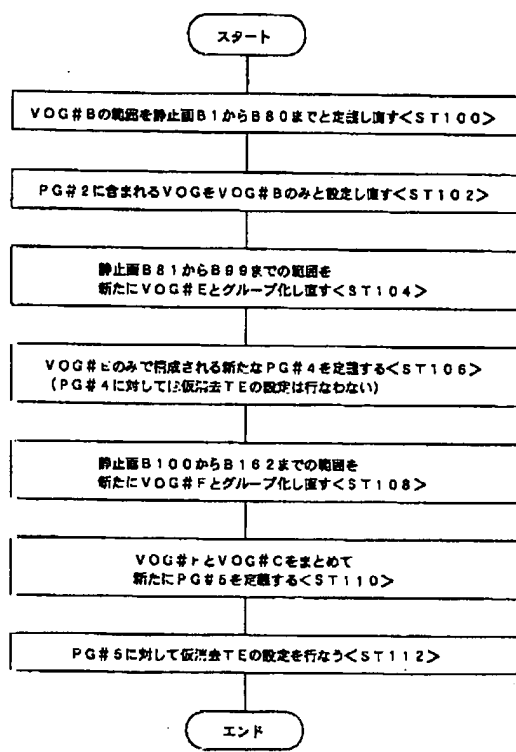 スタート
VOG#Bの範囲を静止画B1からB80までと定義し直す<ST100>
PG#2に含まれるVOGをVOG#Bのみと設定し直す<ST102>
静止画B81からB99までの範囲を
新たにVOG#Eとグループ化し直す<ST104>
VOG#Eのみで構成される新たなPG#4を定義する<ST106>
(PG#4に対しては仮消去TEの設定は行なわない)
静止画B100からB162までの範囲を
新たにVOG#Fとグループ化し直す<ST108>
VOG#FとVOG#Cをまとめて
新たにPG#5を定義する<ST110>
PG#5に対して仮消去TEの設定を行なう<ST112>
エンド